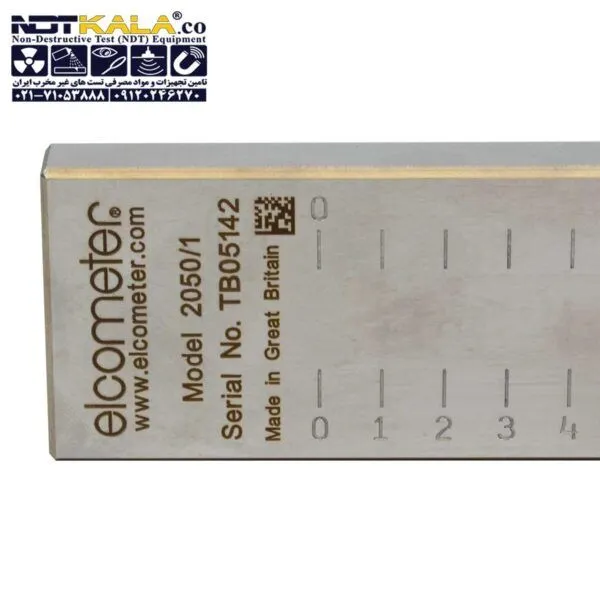 NDTKALA.co
Non-Destructive Test (NDT) Equipment
تامین تجهیزات و مواد مصرفی تست های غیر مخرب ایران
۰۲۱-۷۱۰۵۳۸۸۸ | ۰۹۱۲۰۲۴۶۲۷۰
elcometer®
www.elcometer.com
Model 2050/1
Serial No. TB05142
Made in Great Britain
0
0 1 2 3 4